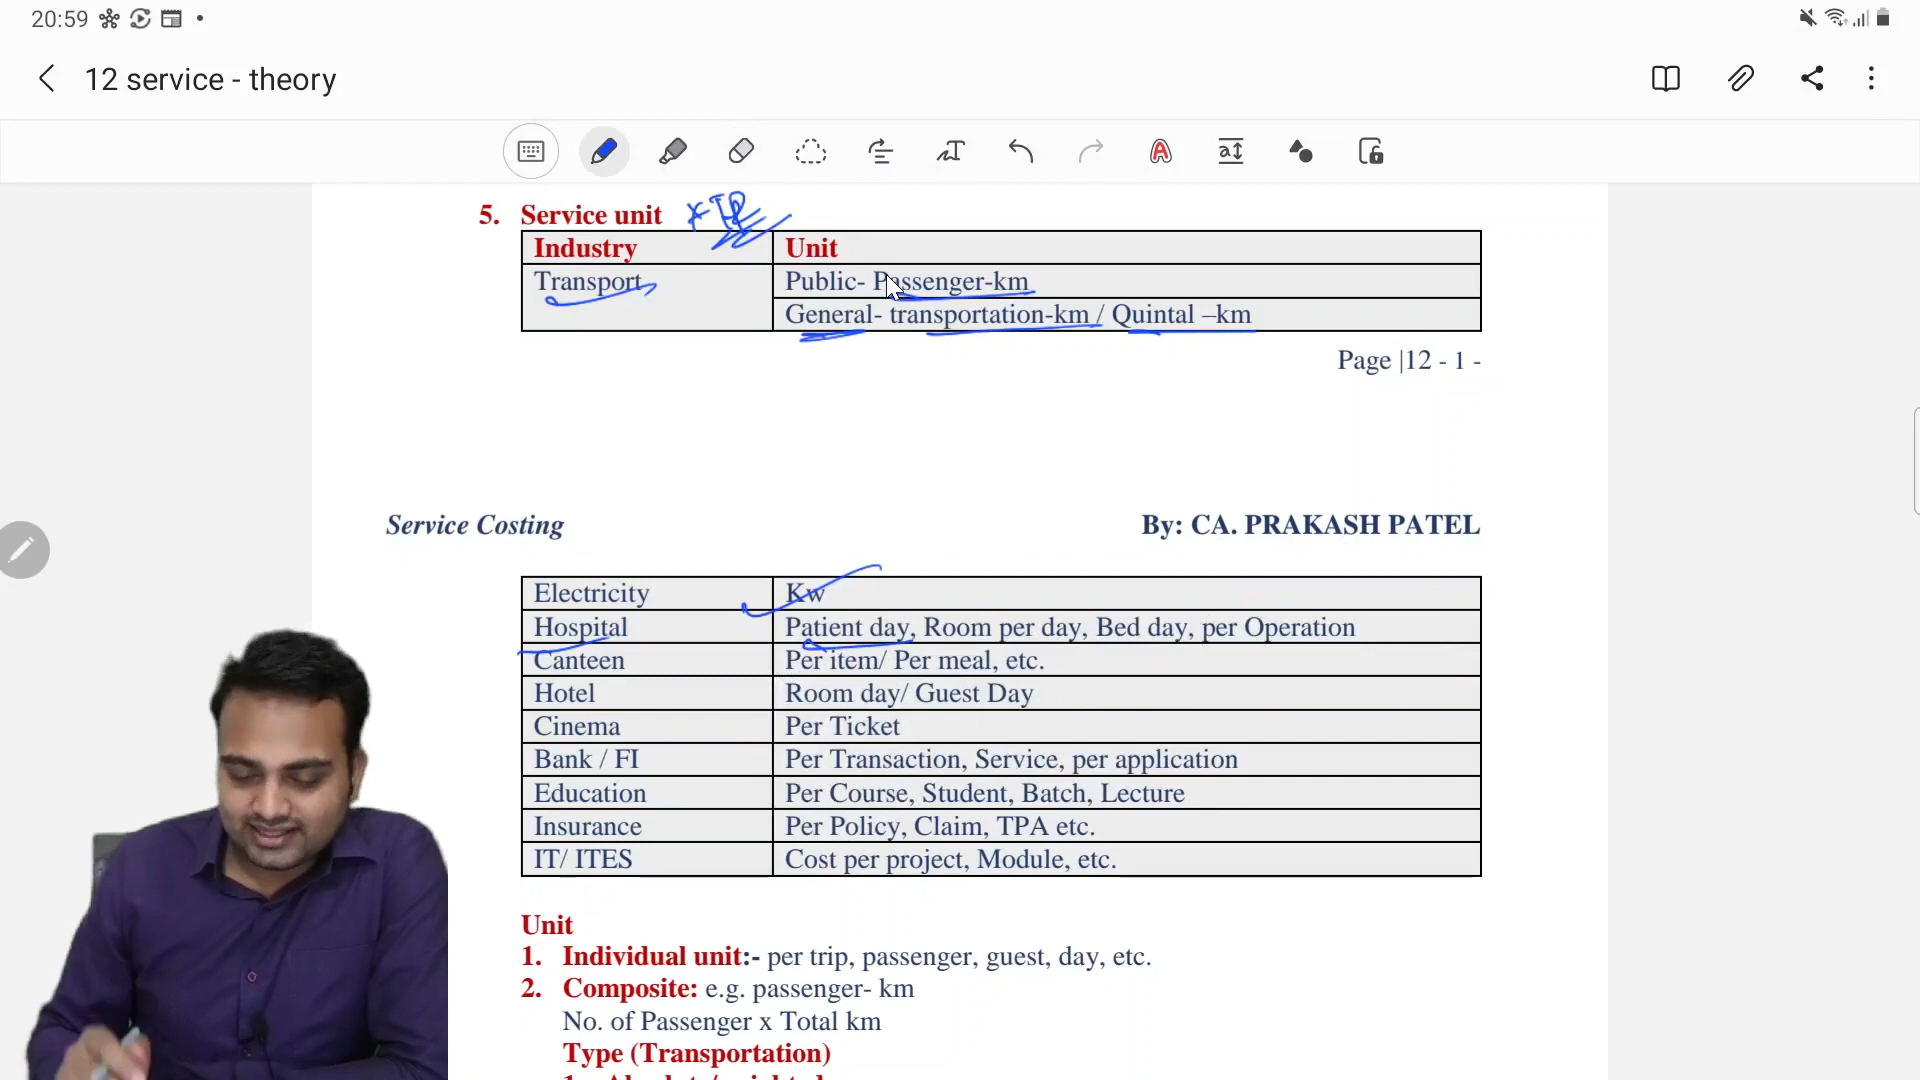 20:59
12 service - theory
5. Service unit
Industry Unit
Transport Public- Passenger-km
General- transportation-km / Quintal –km
Page |12 - 1 -
Service Costing By: CA. PRAKASH PATEL
Electricity Kw
Hospital Patient day, Room per day, Bed day, per Operation
Canteen Per item/ Per meal, etc.
Hotel Room day/ Guest Day
Cinema Per Ticket
Bank / FI Per Transaction, Service, per application
Education Per Course, Student, Batch, Lecture
Insurance Per Policy, Claim, TPA etc.
IT/ ITES Cost per project, Module, etc.
Unit
1. Individual unit:- per trip, passenger, guest, day, etc.
2. Composite: e.g. passenger- km
No. of Passenger x Total km
Type (Transportation)